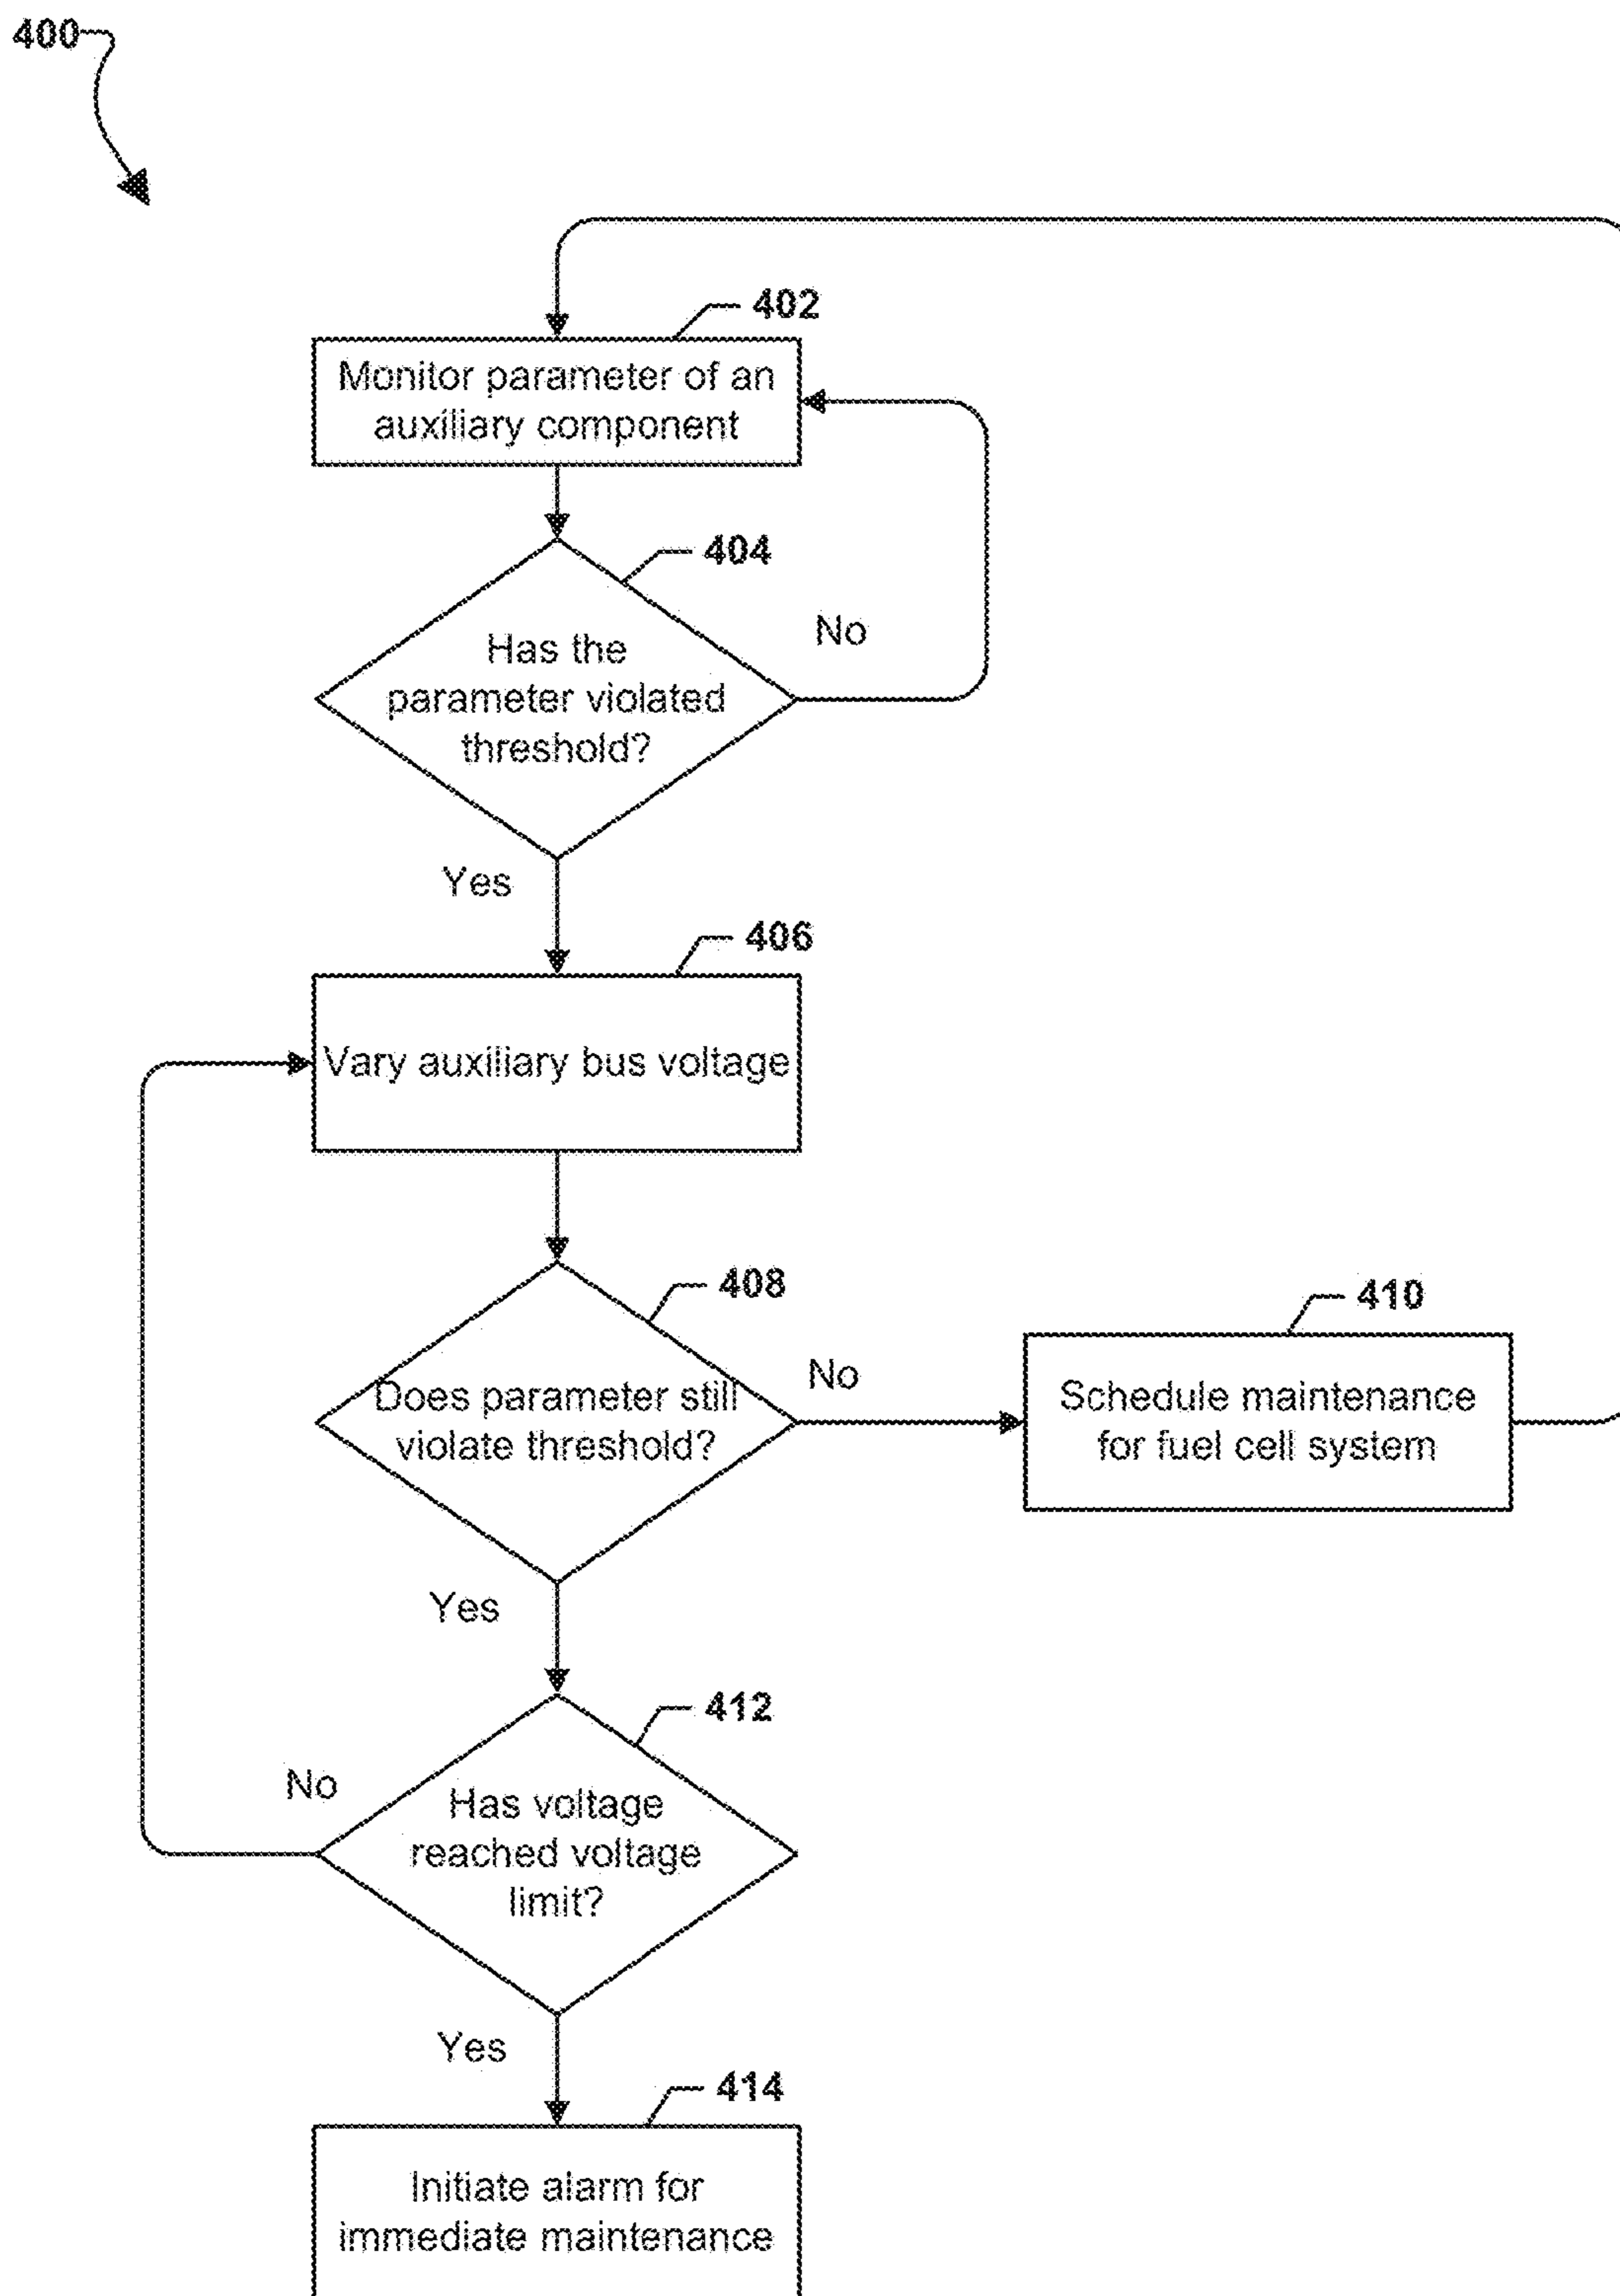 400
402
Monitor parameter of an
auxiliary component
404
Has the
parameter violated
threshold?
No
Yes
406
Vary auxiliary bus voltage
408
Does parameter still
violate threshold?
No
410
Schedule maintenance
for fuel cell system
Yes
412
Has voltage
reached voltage
limit?
No
Yes
414
Initiate alarm for
immediate maintenance